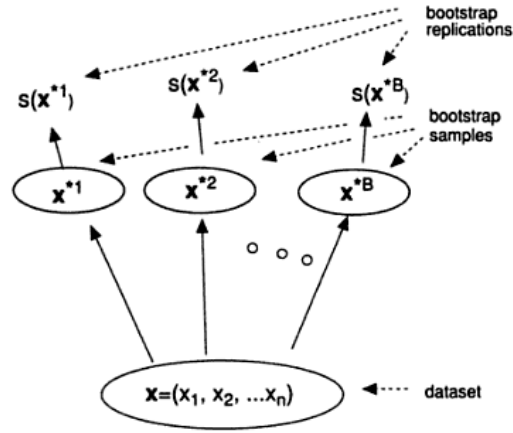 bootstrap
replications
s(x*1)
s(x*2)
s(x*B)
bootstrap
samples
x*1
x*2
x*B
x=(x1, x2, ...xn)
dataset